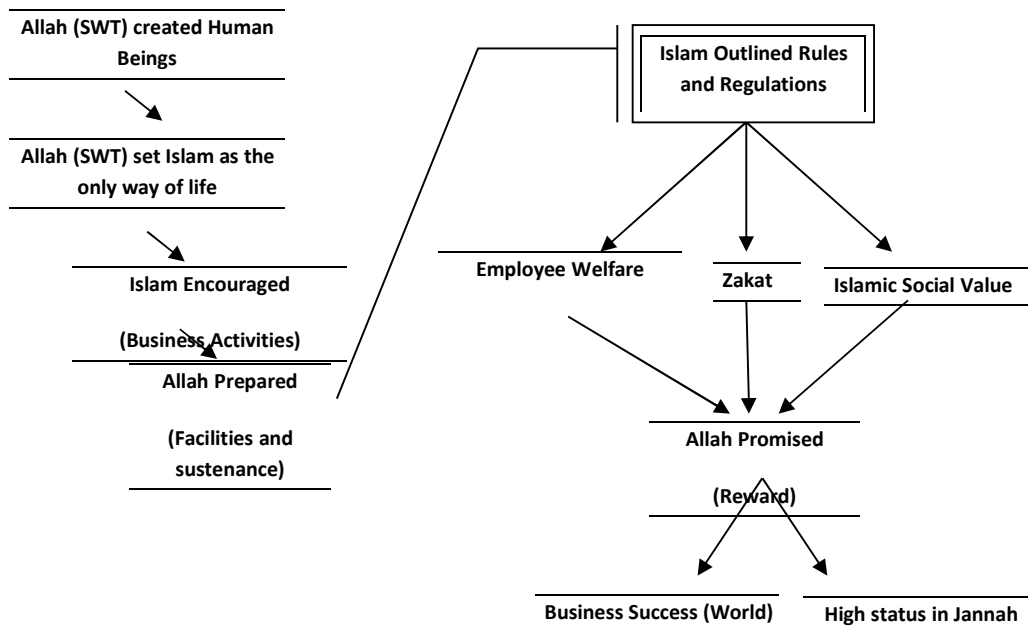 Allah (SWT) created Human
Beings
Allah (SWT) set Islam as the
only way of life
Islam Encouraged
(Business Activities)
Allah Prepared
(Facilities and
sustenance)
Islam Outlined Rules
and Regulations
Employee Welfare
Zakat
Islamic Social Value
Allah Promised
(Reward)
Business Success (World)
High status in Jannah